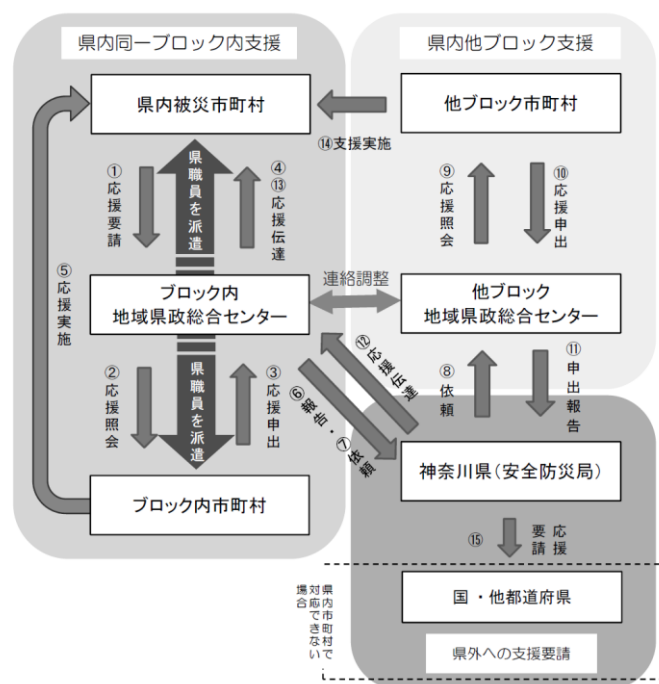 県内同一ブロック内支援
県内他ブロック支援
県内被災市町村
他ブロック市町村
⑭支援実施
①応援要請
県職員を派遣
④
⑬応援伝達
⑨応援照会
⑩応援申出
⑤応援実施
連絡調整
ブロック内
地域県政総合センター
他ブロック
地域県政総合センター
②応援照会
県職員を派遣
③応援申出
⑥報告・⑦依頼
⑫応援伝達
⑧依頼
⑪申出報告
神奈川県(安全防災局)
ブロック内市町村
⑮
応援
要請
県内市町村で
対応できない
場合
国・他都道府県
県外への支援要請